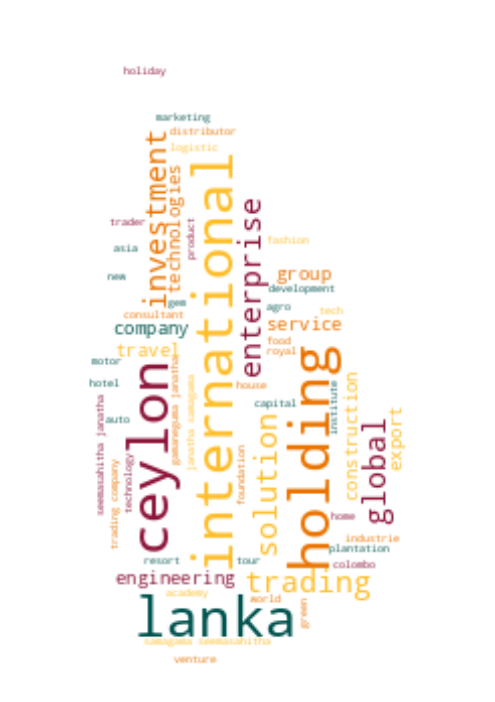 holiday
marketing
distributor
logistic
investment
technologies
international
trader
product
enterprise
asia
fashion
new
group
gem
development
agro
consultant
tech
company
service
travel
food
royal
motor
ceylon
gamaneguma janatha
janatha samagama
holding
hotel
house
institute
construction
seemasahitha janatha
capital
auto
solution
global
export
trading company
technology
foundation
home
industrie
plantation
resort
tour
colombo
engineering
trading
academy
world
green
lanka
samagama seemasahitha
venture